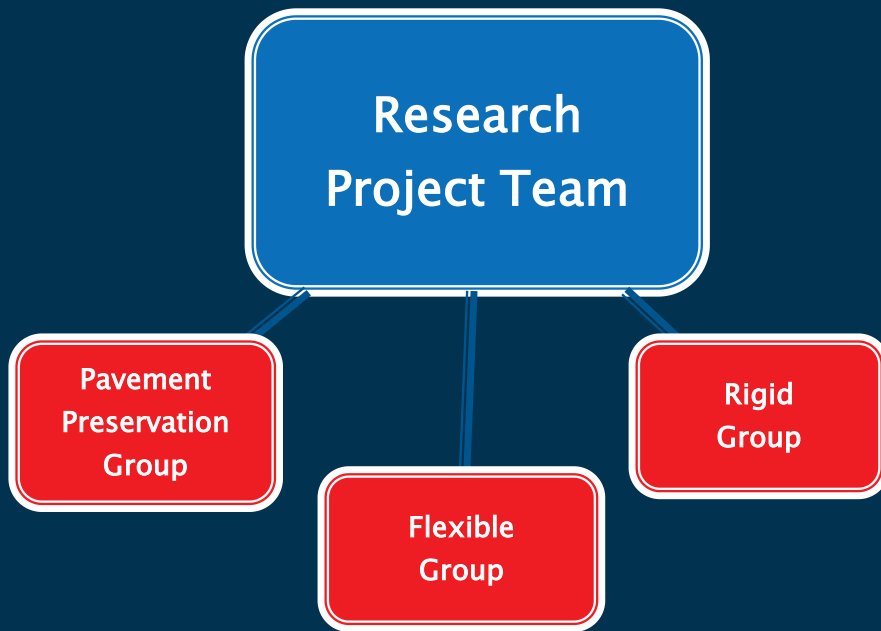 Research
Project Team
Pavement
Preservation
Group
Rigid
Group
Flexible
Group